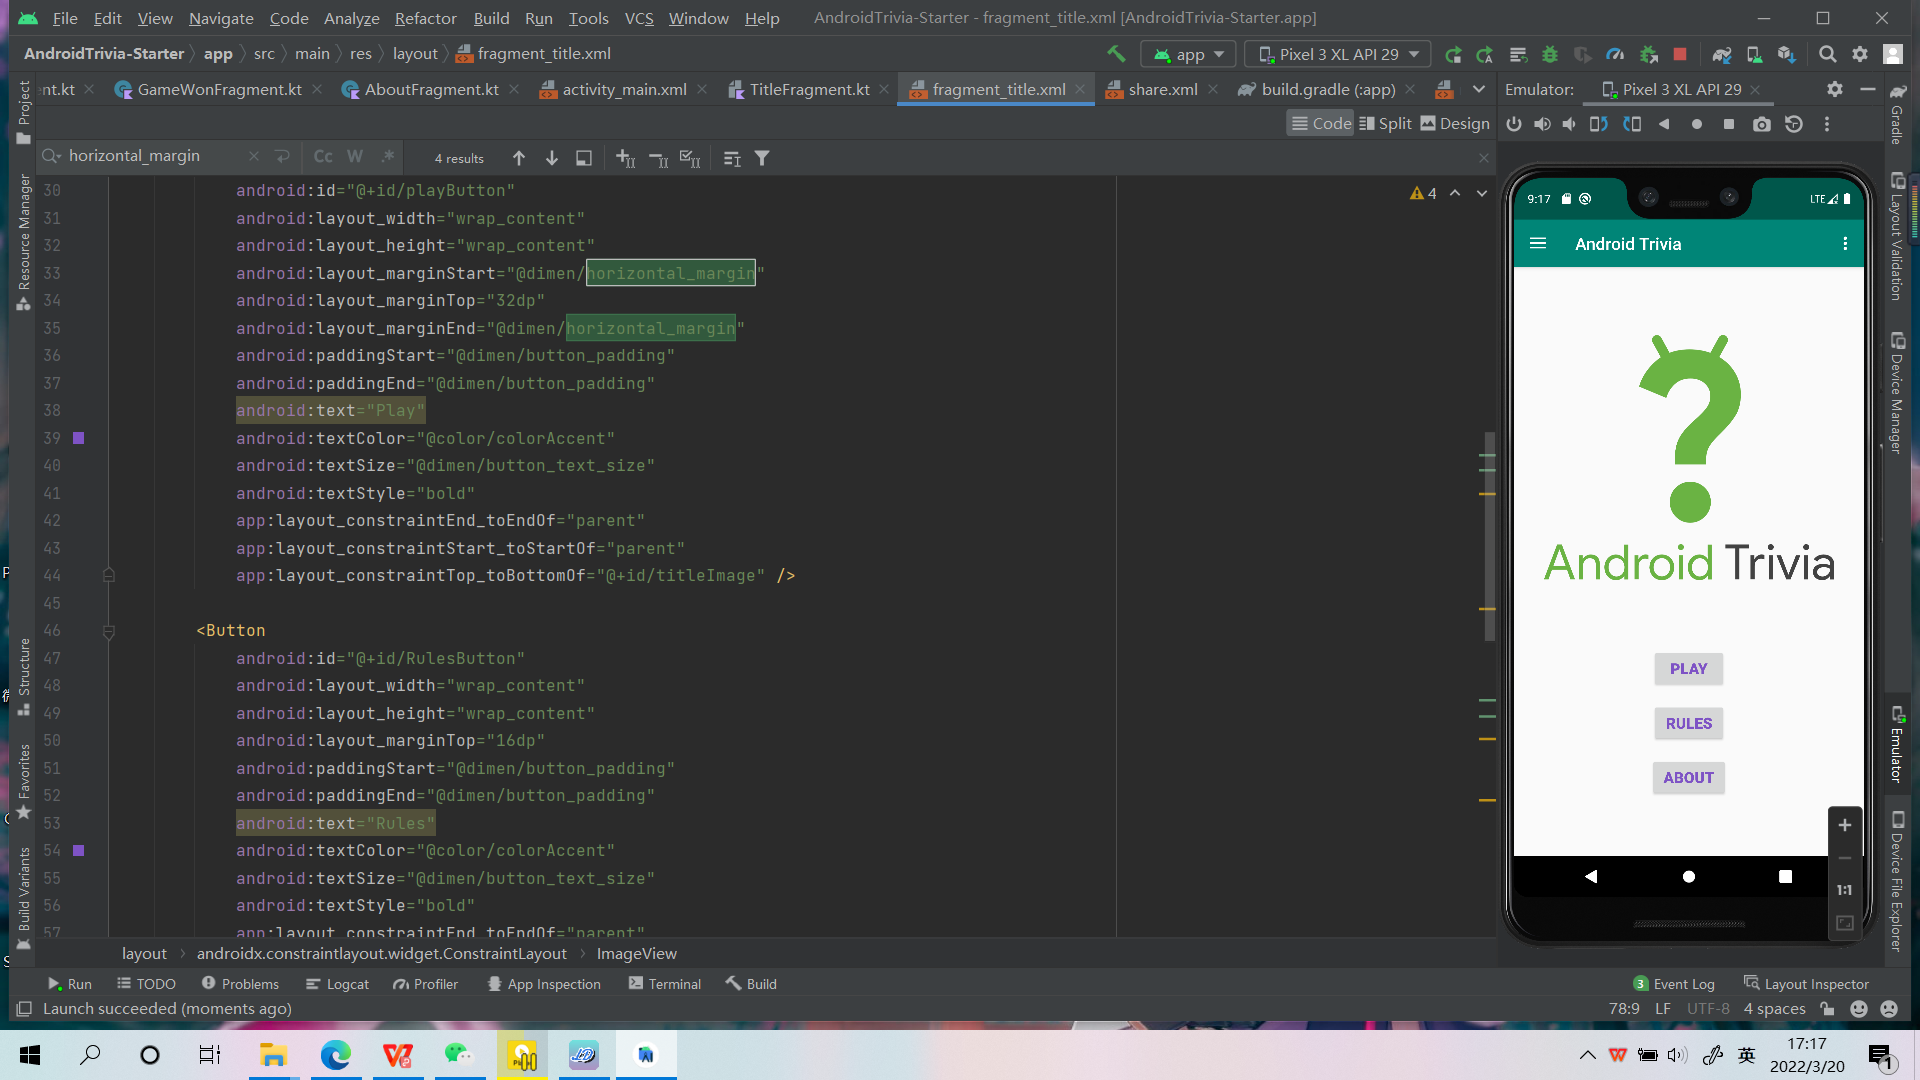 File Edit View Navigate Code Analyze Refactor Build Run Tools VCS Window Help AndroidTrivia-Starter - fragment_title.xml [AndroidTrivia-Starter.app]
AndroidTrivia-Starter app src main res layout fragment_title.xml app Pixel 3 XL API 29
nt.kt GameWonFragment.kt AboutFragment.kt activity_main.xml TitleFragment.kt fragment_title.xml share.xml build.gradle (:app) Emulator: Pixel 3 XL API 29
Code Split Design
horizontal_margin Cc W .* 4 results
4
30 android:id="@+id/playButton"
31 android:layout_width="wrap_content"
32 android:layout_height="wrap_content"
33 android:layout_marginStart="@dimen/horizontal_margin"
34 android:layout_marginTop="32dp"
35 android:layout_marginEnd="@dimen/horizontal_margin"
36 android:paddingStart="@dimen/button_padding"
37 android:paddingEnd="@dimen/button_padding"
38 android:text="Play"
39 android:textColor="@color/colorAccent"
40 android:textSize="@dimen/button_text_size"
41 android:textStyle="bold"
42 app:layout_constraintEnd_toEndOf="parent"
43 app:layout_constraintStart_toStartOf="parent"
44 app:layout_constraintTop_toBottomOf="@+id/titleImage" />
45
46 <Button
47 android:id="@+id/RulesButton"
48 android:layout_width="wrap_content"
49 android:layout_height="wrap_content"
50 android:layout_marginTop="16dp"
51 android:paddingStart="@dimen/button_padding"
52 android:paddingEnd="@dimen/button_padding"
53 android:text="Rules"
54 android:textColor="@color/colorAccent"
55 android:textSize="@dimen/button_text_size"
56 android:textStyle="bold"
57 app:layout_constraintEnd_toEndOf="parent"
Project
Resource Manager
Structure
Favorites
Build Variants
9:17 LTE
Android Trivia
Android Trivia
PLAY
RULES
ABOUT
1:1
Gradle
Layout Validation
Device Manager
Emulator
Device File Explorer
layout androidx.constraintlayout.widget.ConstraintLayout ImageView
Run TODO Problems Logcat Profiler App Inspection Terminal Build 3 Event Log Layout Inspector
Launch succeeded (moments ago) 78:9 LF UTF-8 4 spaces
英 17:17
2022/3/20 1